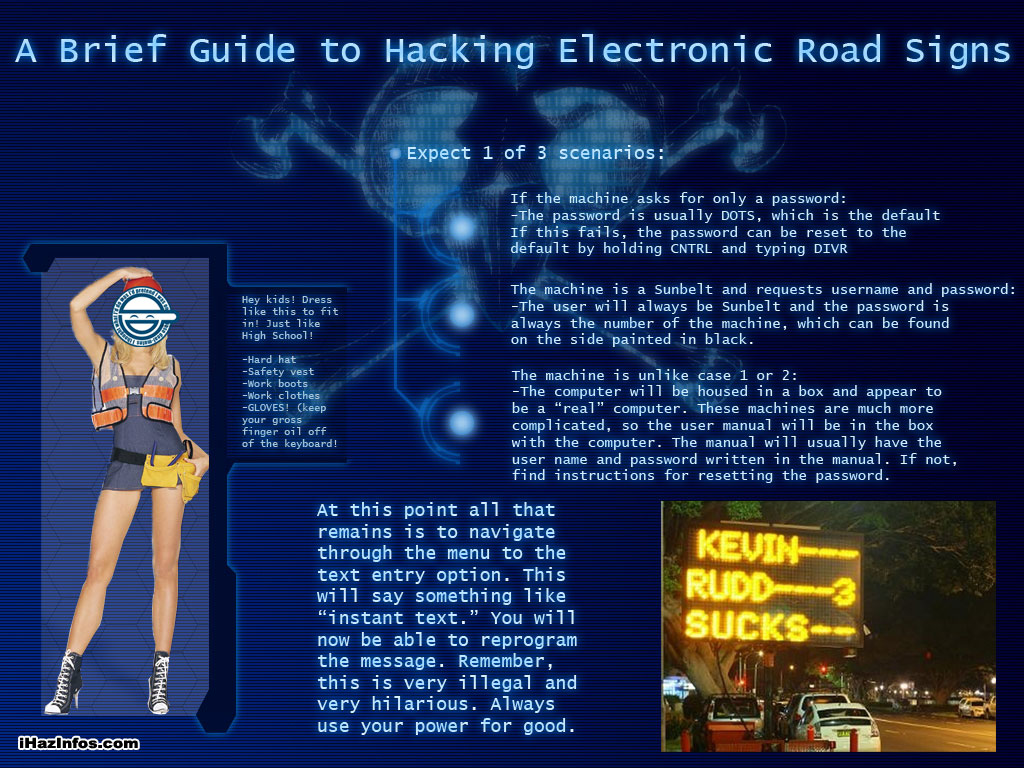 A Brief Guide to Hacking Electronic Road Signs
Expect 1 of 3 scenarios:
If the machine asks for only a password:
-The password is usually DOTS, which is the default
If this fails, the password can be reset to the
default by holding CNTRL and typing DIVR
The machine is a Sunbelt and requests username and password:
-The user will always be Sunbelt and the password is
always the number of the machine, which can be found
on the side painted in black.
The machine is unlike case 1 or 2:
-The computer will be housed in a box and appear to
be a “real” computer. These machines are much more
complicated, so the user manual will be in the box
with the computer. The manual will usually have the
user name and password written in the manual. If not,
find instructions for resetting the password.
Hey kids! Dress
like this to fit
in! Just like
High School!
-Hard hat
-Safety vest
-Work boots
-Work clothes
-GLOVES! (keep
your gross
finger oil off
of the keyboard!
At this point all that
remains is to navigate
through the menu to the
text entry option. This
will say something like
“instant text.” You will
now be able to reprogram
the message. Remember,
this is very illegal and
very hilarious. Always
use your power for good.
KEVIN---
RUDD----3
SUCKS--
iHazInfos.com